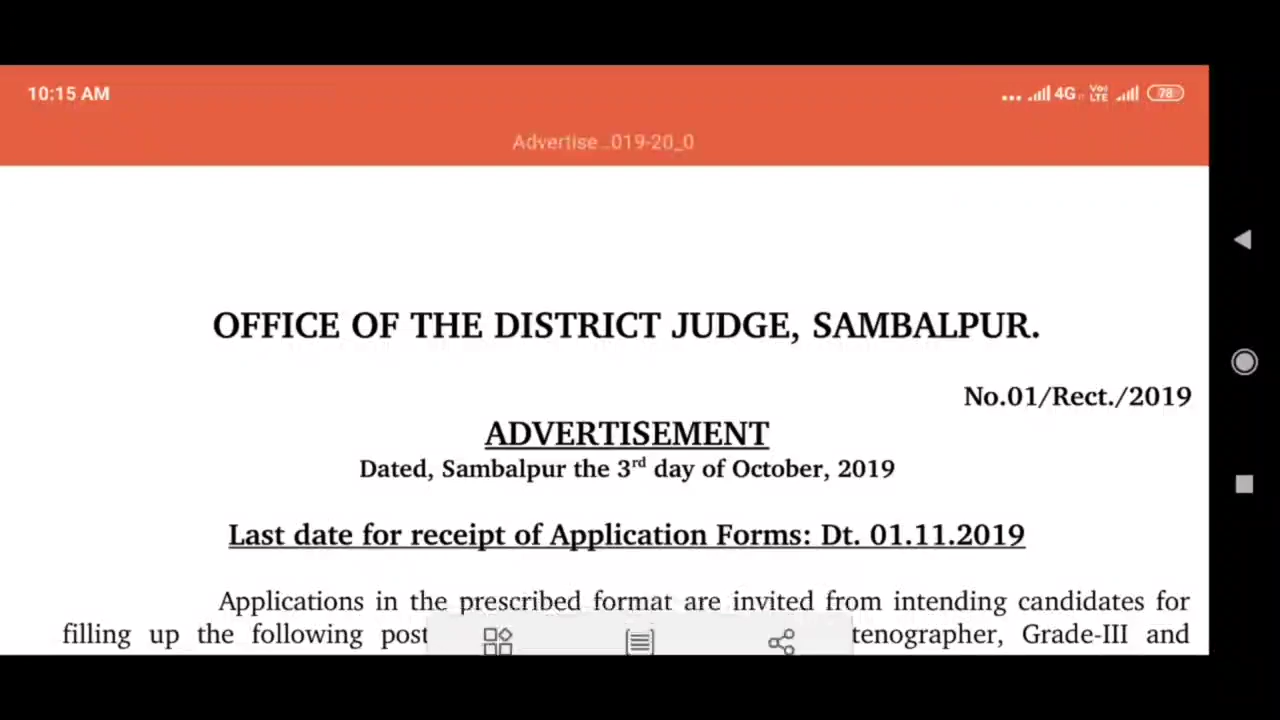 10:15 AM
4G Vo) LTE 78
Advertise...019-20_0
OFFICE OF THE DISTRICT JUDGE, SAMBALPUR.
No.01/Rect./2019
ADVERTISEMENT
Dated, Sambalpur the 3rd day of October, 2019
Last date for receipt of Application Forms: Dt. 01.11.2019
Applications in the prescribed format are invited from intending candidates for
filling up the following post tenographer, Grade-III and